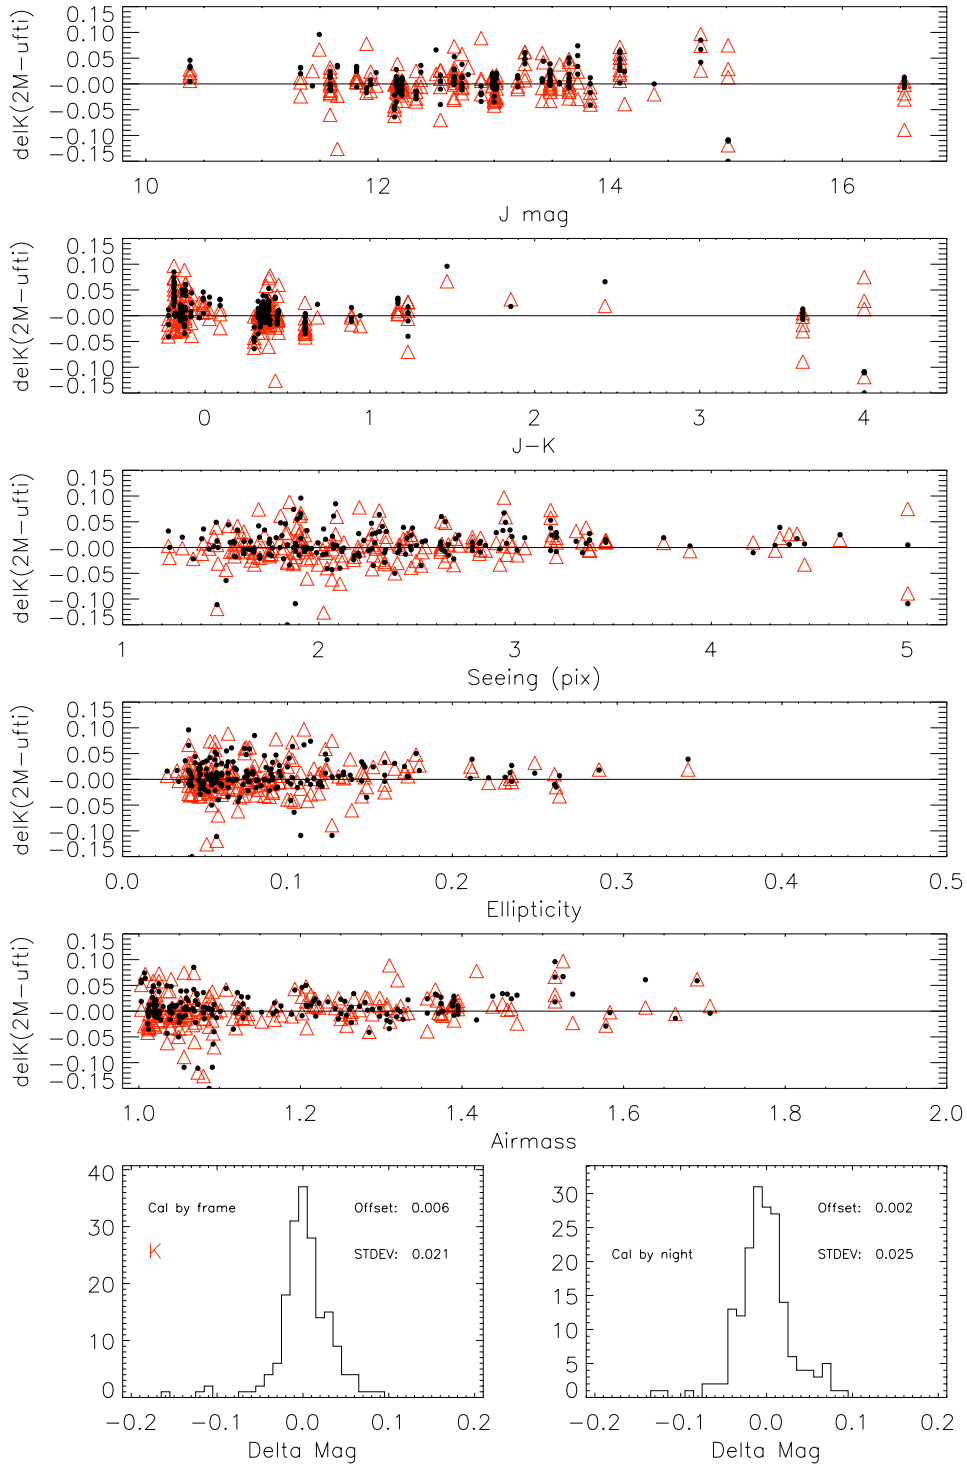 delK(2M−ufti)
0.15
0.10
0.05
−0.00
−0.05
−0.10
−0.15
10 12 14 16
J mag
delK(2M−ufti)
0.15
0.10
0.05
−0.00
−0.05
−0.10
−0.15
0 1 2 3 4
J−K
delK(2M−ufti)
0.15
0.10
0.05
−0.00
−0.05
−0.10
−0.15
1 2 3 4 5
Seeing (pix)
delK(2M−ufti)
0.15
0.10
0.05
−0.00
−0.05
−0.10
−0.15
0.0 0.1 0.2 0.3 0.4 0.5
Ellipticity
delK(2M−ufti)
0.15
0.10
0.05
−0.00
−0.05
−0.10
−0.15
1.0 1.2 1.4 1.6 1.8 2.0
Airmass
40
30
20
10
0
Cal by frame
K
Offset: 0.006
STDEV: 0.021
−0.2 −0.1 0.0 0.1 0.2
Delta Mag
30
25
20
15
10
5
0
Offset: 0.002
Cal by night
STDEV: 0.025
−0.2 −0.1 0.0 0.1 0.2
Delta Mag